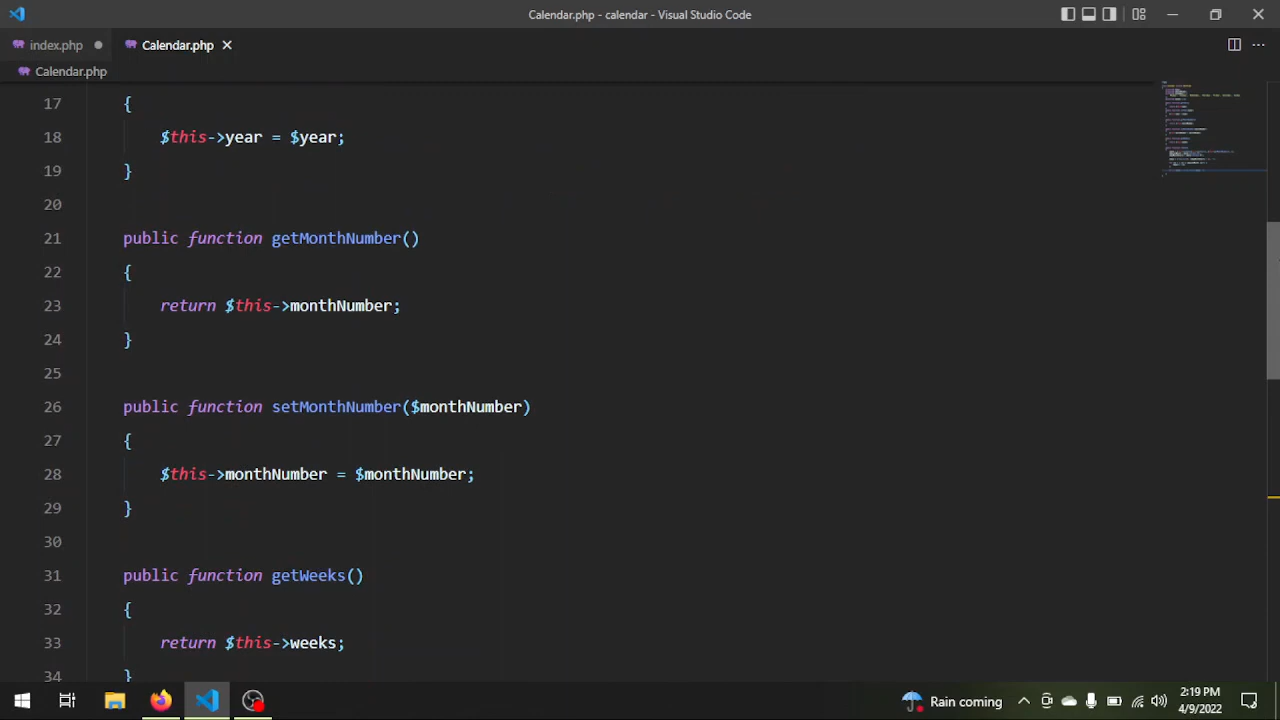 Calendar.php - calendar - Visual Studio Code
index.php
Calendar.php
Calendar.php
17 {
18 $this->year = $year;
19 }
20
21 public function getMonthNumber()
22 {
23 return $this->monthNumber;
24 }
25
26 public function setMonthNumber($monthNumber)
27 {
28 $this->monthNumber = $monthNumber;
29 }
30
31 public function getWeeks()
32 {
33 return $this->weeks;
34 }
Rain coming
2:19 PM
4/9/2022